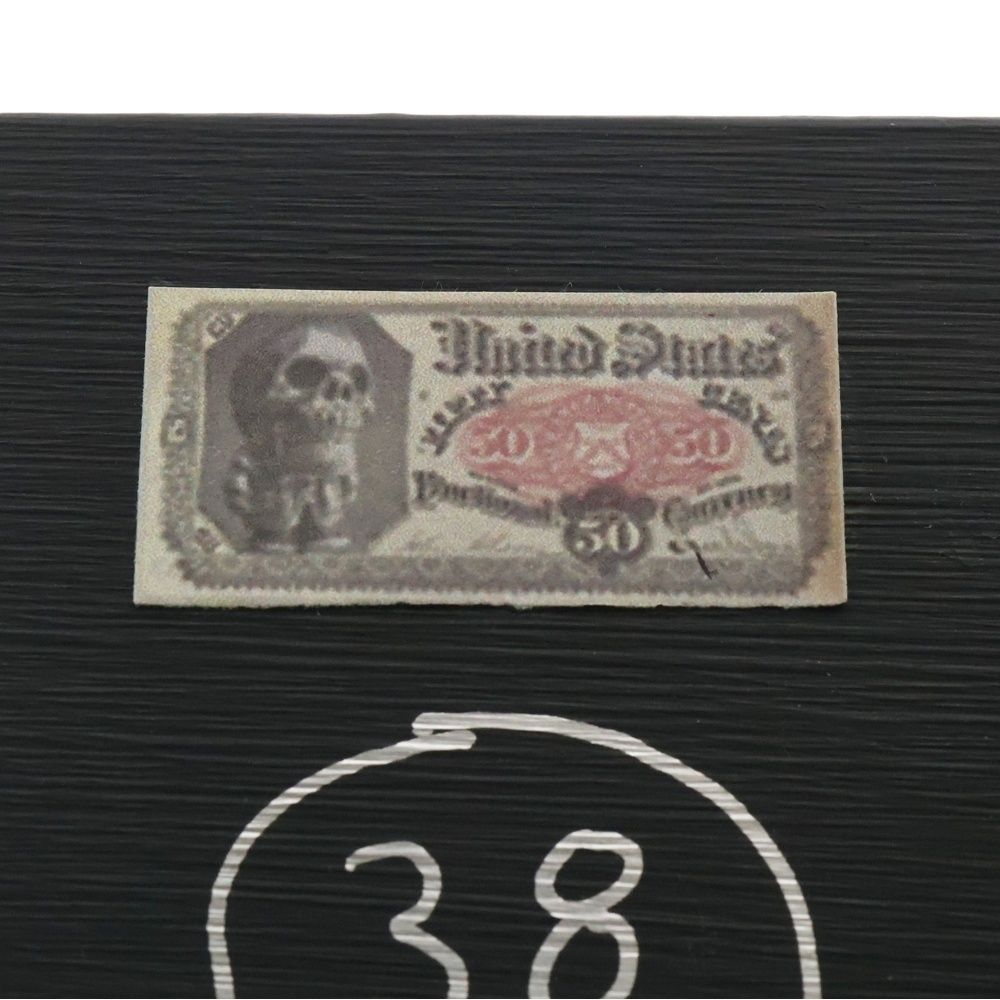 United States
FIFTY CENTS
50 50
Fractional Currency
50
38